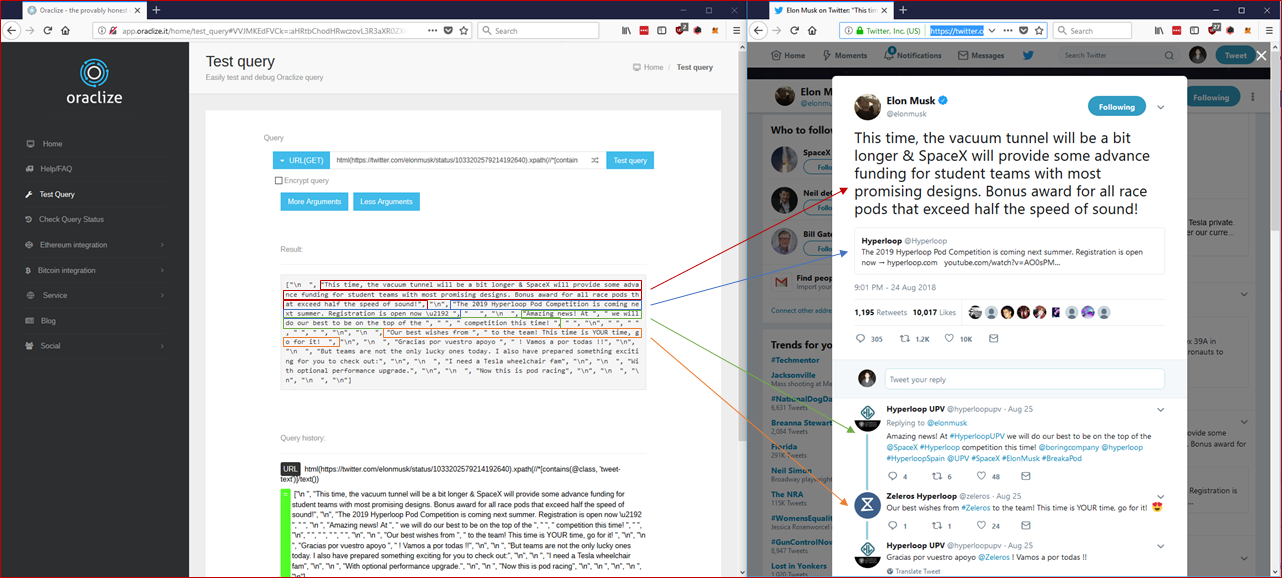 Oraclize - the provably honest
app.oraclize.it/home/test_query#VVJMKEdFVCk=:aHRtbChodHRwczovL3R3aXR0ZX
Search
oraclize
Home
Help/FAQ
Test Query
Check Query Status
Ethereum integration
Bitcoin integration
Service
Blog
Social
Test query
Easily test and debug Oraclize query
Home / Test query
Query
URL(GET)
html(https://twitter.com/elonmusk/status/1033202579214192640).xpath(//*[contain
Test query
Encrypt query
More Arguments
Less Arguments
Result:
["\n  ", "This time, the vacuum tunnel will be a bit longer & SpaceX will provide some adva
nce funding for student teams with most promising designs. Bonus award for all race pods th
at exceed half the speed of sound!", "\n", "The 2019 Hyperloop Pod Competition is coming ne
xt summer. Registration is open now \u2192 ", " ", "\n ", "Amazing news! At ", " we will
do our best to be on the top of the ", " ", " competition this time! ", " ", "\n", " ", "
", " ", " ", "\n", "\n ", "Our best wishes from ", " to the team! This time is YOUR time, g
o for it!  ", "\n", "\n  ", "Gracias por vuestro apoyo ", " ! Vamos a por todas !!", "\n",
"\n  ", "But teams are not the only lucky ones today. I also have prepared something exciti
ng for you to check out:", "\n", "\n  ", "I need a Tesla wheelchair fam", "\n", "\n  ", "Wi
th optional performance upgrade.", "\n", "\n  ", "Now this is pod racing", "\n", "\n  ", "\
n", "\n  ", "\n"]
Query history:
URL html(https://twitter.com/elonmusk/status/1033202579214192640).xpath(//*[contains(@class, 'tweet-
text')]/text())
["\n ", "This time, the vacuum tunnel will be a bit longer & SpaceX will provide some advance funding for
student teams with most promising designs. Bonus award for all race pods that exceed half the speed of
sound!", "\n", "The 2019 Hyperloop Pod Competition is coming next summer. Registration is open now \u2192
", " ", "\n ", "Amazing news! At ", " we will do our best to be on the top of the ", " ", " competition this time! ", " ",
"\n", " ", " ", " ", " ", "\n", "\n ", "Our best wishes from ", " to the team! This time is YOUR time, go for it! ", "\n", "\n
", "Gracias por vuestro apoyo ", " ! Vamos a por todas !!", "\n", "\n ", "But teams are not the only lucky ones
today. I also have prepared something exciting for you to check out:", "\n", "\n ", "I need a Tesla wheelchair
fam", "\n", "\n ", "With optional performance upgrade.", "\n", "\n ", "Now this is pod racing", "\n", "\n ", "\n", "\n ",
"\n"]
Elon Musk on Twitter: "This tim
Twitter, Inc. (US)
https://twitter.c
Search
Home
Moments
Notifications
Messages
Search Twitter
Tweet
Elon M
@elonmu
Following
Who to follo
SpaceX
Follo
Neil deG
Follo
Bill Gat
Follo
Find peop
Import your
Connect other address
Trends for you
#Techmentor
Jacksonville
Mass shooting at Ma
#NationalDogDa
6,631 Tweets
Breanna Stewart
2,084 Tweets
Florida
291K Tweets
Neil Simon
Broadway playwright
The NRA
115K Tweets
#WomensEqualit
Jessica Rosenworcel
#GunControlNow
8,947 Tweets
Lost in Yonkers
Tesla private.
er our curre...
ex 39A in
ronauts to
provide some
Bonus award for
Registration is
Elon Musk
@elonmusk
Following
This time, the vacuum tunnel will be a bit
longer & SpaceX will provide some advance
funding for student teams with most
promising designs. Bonus award for all race
pods that exceed half the speed of sound!
Hyperloop @Hyperloop
The 2019 Hyperloop Pod Competition is coming next summer. Registration is open
now → hyperloop.com youtube.com/watch?v=AO0sPM...
9:01 PM - 24 Aug 2018
1,195 Retweets 10,017 Likes
305 1.2K 10K
Tweet your reply
Hyperloop UPV @hyperloopupv · Aug 25
Replying to @elonmusk
Amazing news! At #HyperloopUPV we will do our best to be on the top of the
@SpaceX #Hyperloop competition this time! @boringcompany @hyperloop
#HyperloopSpain @UPV #SpaceX #ElonMusk #BreakaPod
4 6 48
Zeleros Hyperloop @zeleros · Aug 25
Our best wishes from #Zeleros to the team! This time is YOUR time, go for it! 😍
1 1 24
Hyperloop UPV @hyperloopupv · Aug 25
Gracias por vuestro apoyo @Zeleros ! Vamos a por todas !!
Translate Tweet